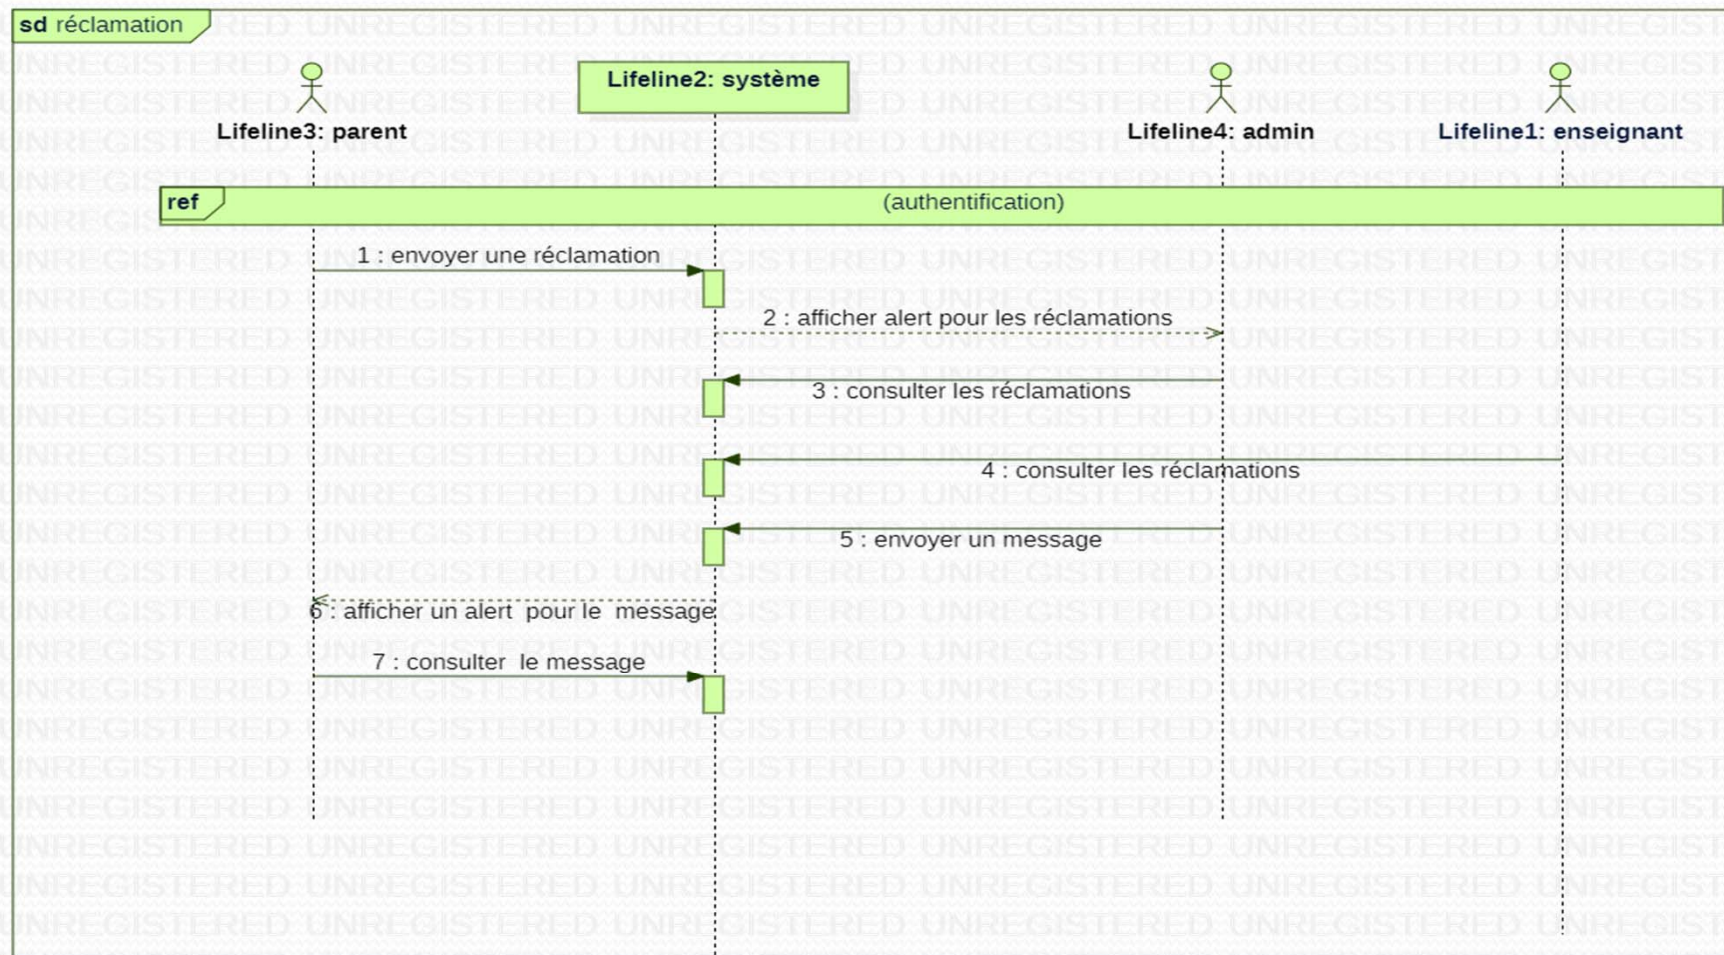 sd réclamation
Lifeline2: système
Lifeline3: parent
Lifeline4: admin
Lifeline1: enseignant
ref
(authentification)
1 : envoyer une réclamation
2 : afficher alert pour les réclamations
3 : consulter les réclamations
4 : consulter les réclamations
5 : envoyer un message
6 : afficher un alert  pour le  message
7 : consulter  le message
UNREGISTERED